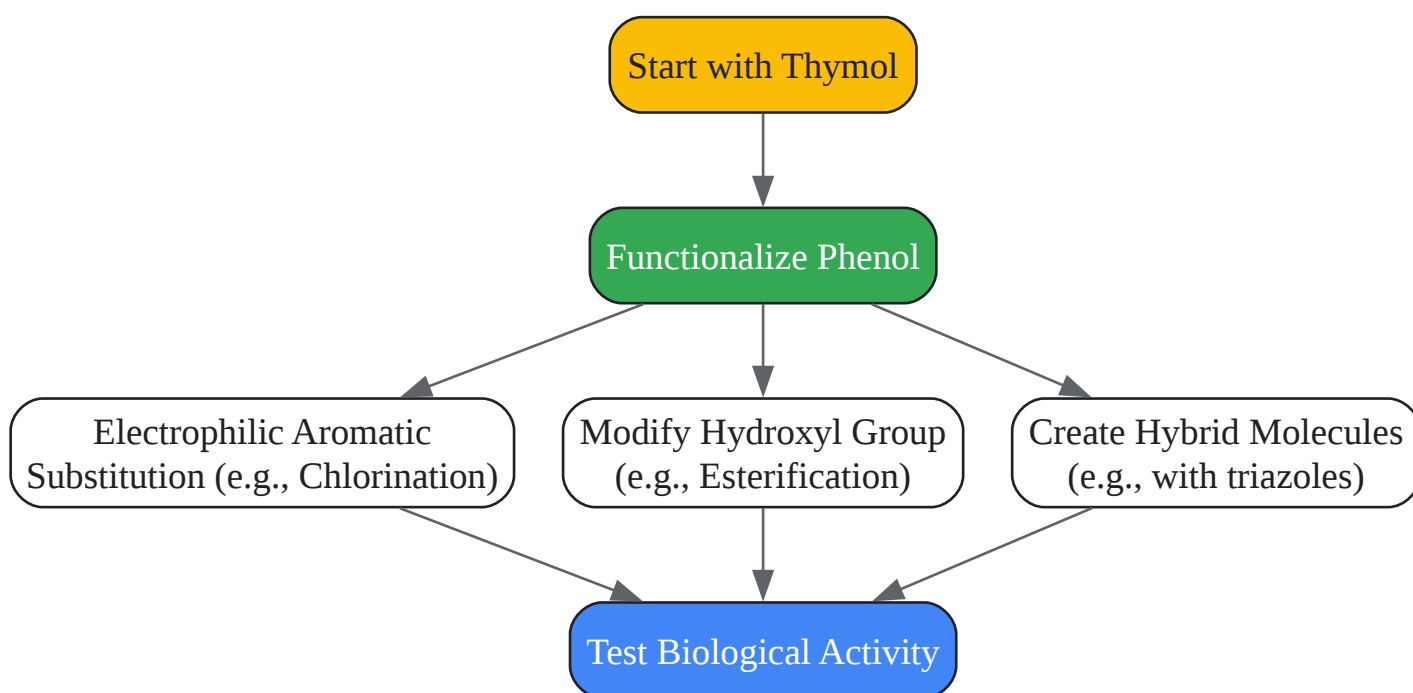 Start with Thymol
Functionalize Phenol
Electrophilic Aromatic
Substitution (e.g., Chlorination)
Modify Hydroxyl Group
(e.g., Esterification)
Create Hybrid Molecules
(e.g., with triazoles)
Test Biological Activity